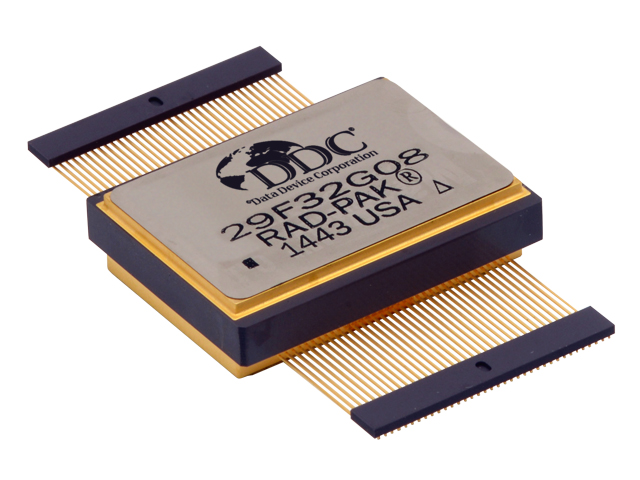 DDC®
Data Device Corporation
29F32G08
RAD-PAK®
1443 USA Δ